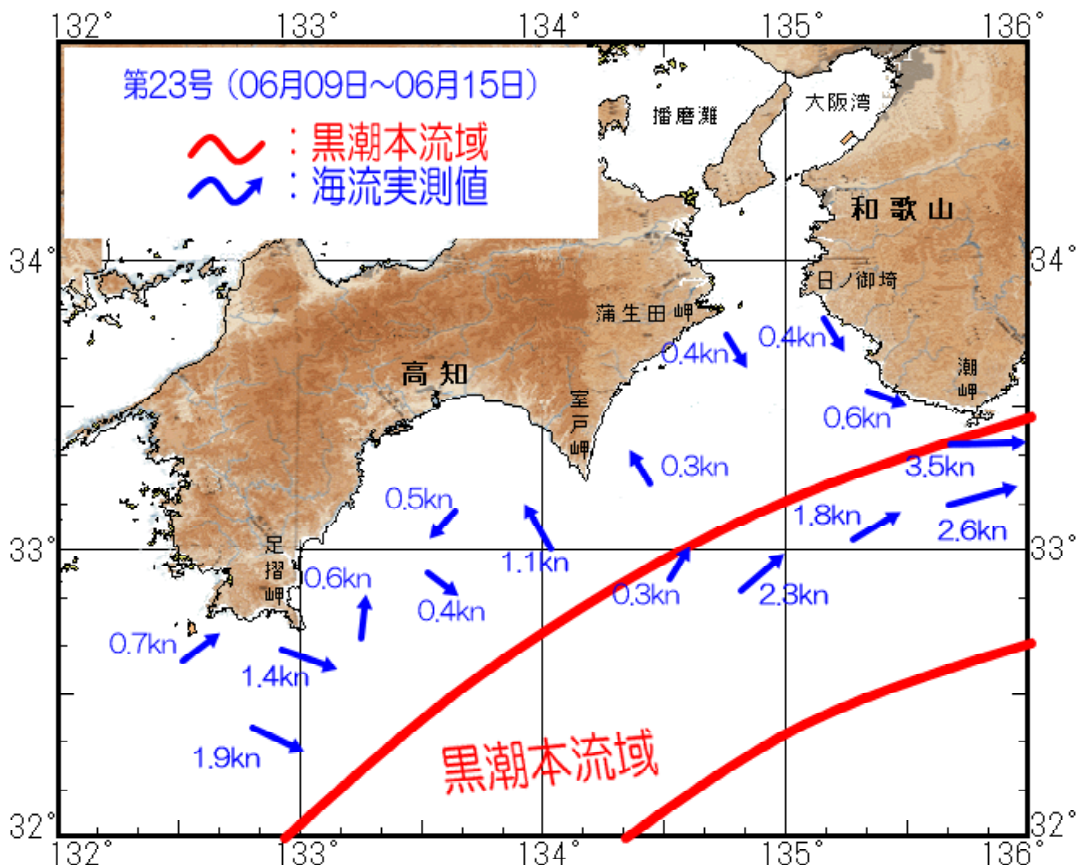 132° 133° 134° 135° 136°
第23号（06月09日～06月15日）
：黒潮本流域
：海流実測値
播磨灘
大阪湾
和歌山
34°
34°
日ノ御埼
蒲生田岬
0.4kn
0.4kn
高知
潮岬
室戸岬
0.6kn
3.5kn
0.3kn
0.5kn
1.8kn
2.6kn
33°
33°
足摺岬
1.1kn
0.6kn
0.4kn
0.3kn
2.3kn
0.7kn
1.4kn
1.9kn
黒潮本流域
32°
32°
132° 133° 134° 135° 136°